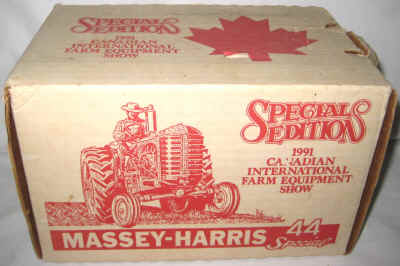 SPECIAL
EDITION
1991
CANADIAN
INTERNATIONAL
FARM EQUIPMENT
SHOW
SPECIAL
EDITION
1991
CANADIAN
INTERNATIONAL
FARM EQUIPMENT
SHOW
MASSEY-HARRIS 44
Special